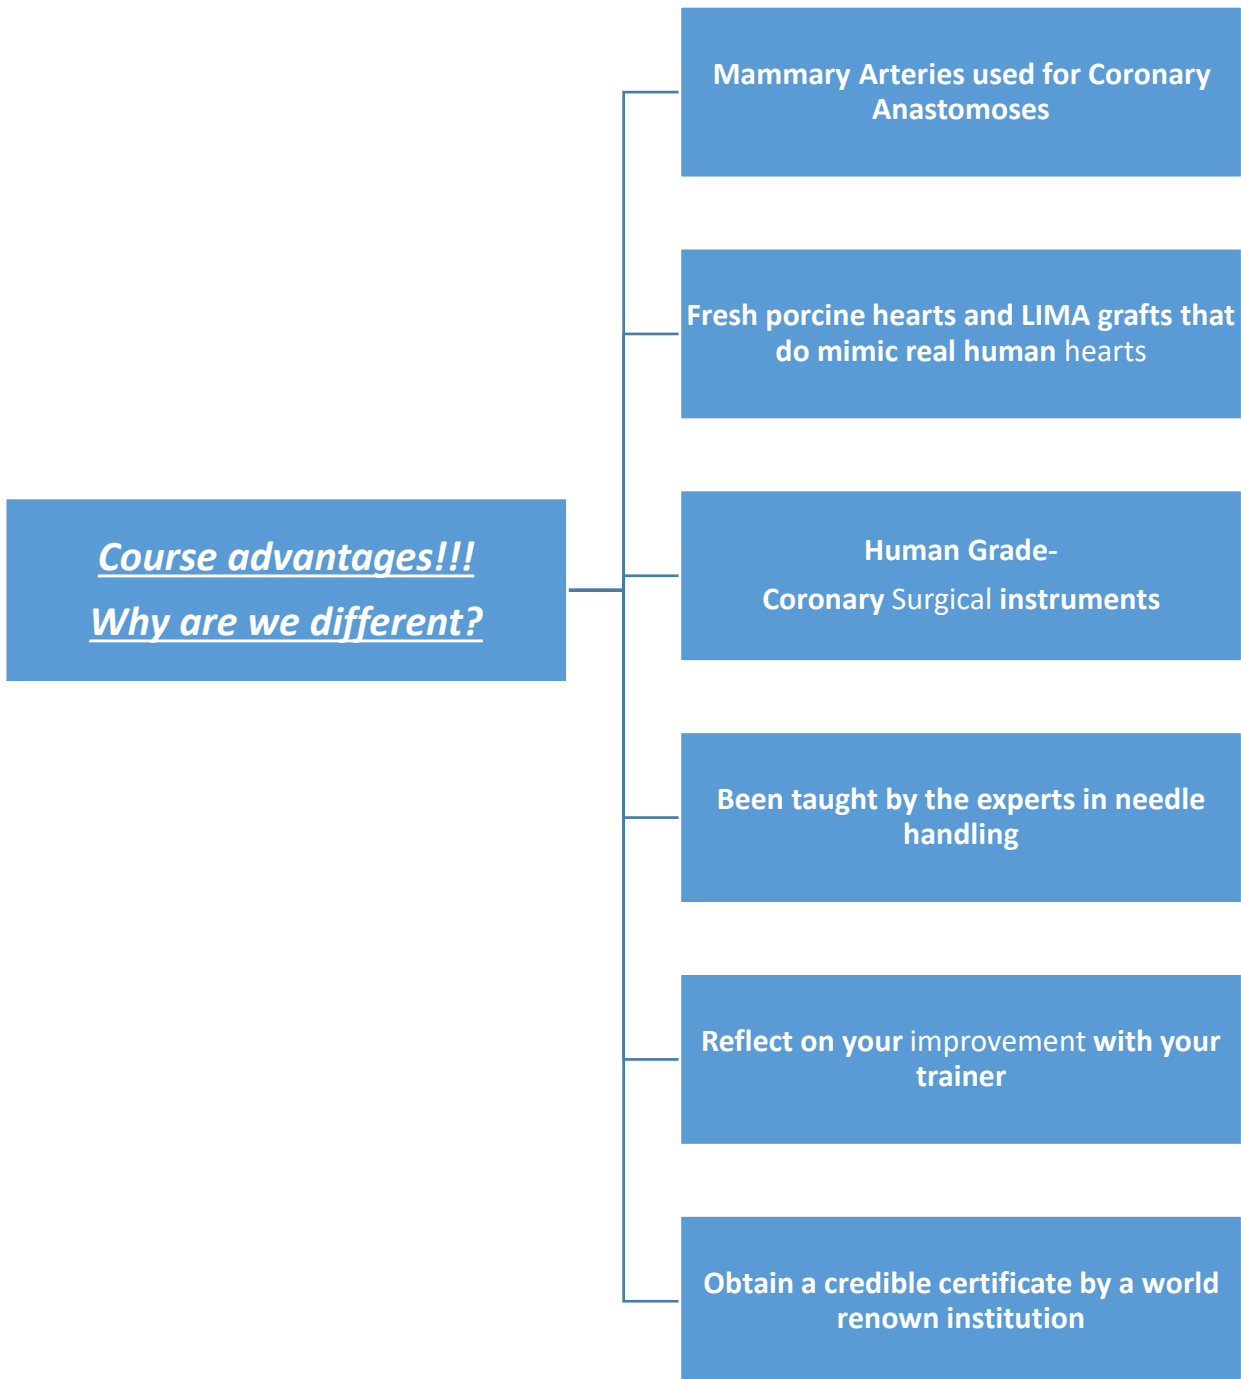 Mammary Arteries used for Coronary
Anastomoses
Fresh porcine hearts and LIMA grafts that
do mimic real human hearts
Course advantages!!!
Why are we different?
Human Grade-
Coronary Surgical instruments
Been taught by the experts in needle
handling
Reflect on your improvement with your
trainer
Obtain a credible certificate by a world
renown institution